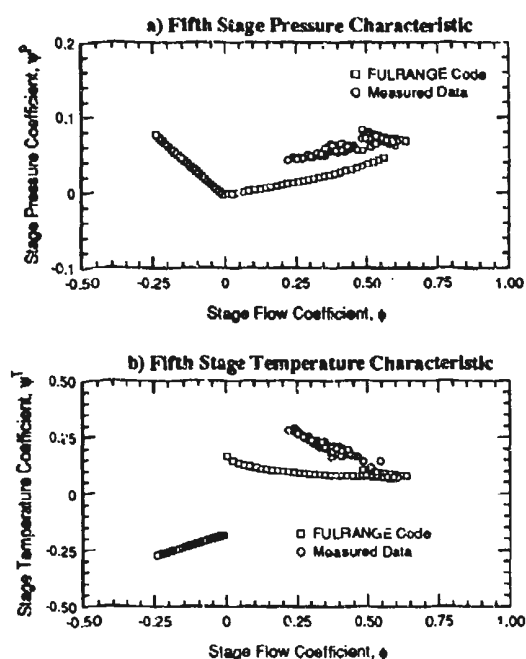 a) Fifth Stage Pressure Characteristic
Stage Pressure Coefficient, ψP
0.2
0.1
0
-0.1
□ FULRANGE Code
○ Measured Data
-0.50 -0.25 0 0.25 0.50 0.75 1.00
Stage Flow Coefficient, ϕ
b) Fifth Stage Temperature Characteristic
Stage Temperature Coefficient, ψT
0.50
0.25
0
-0.25
-0.50
□ FULRANGE Code
○ Measured Data
-0.50 -0.25 0 0.25 0.50 0.75 1.00
Stage Flow Coefficient, ϕ